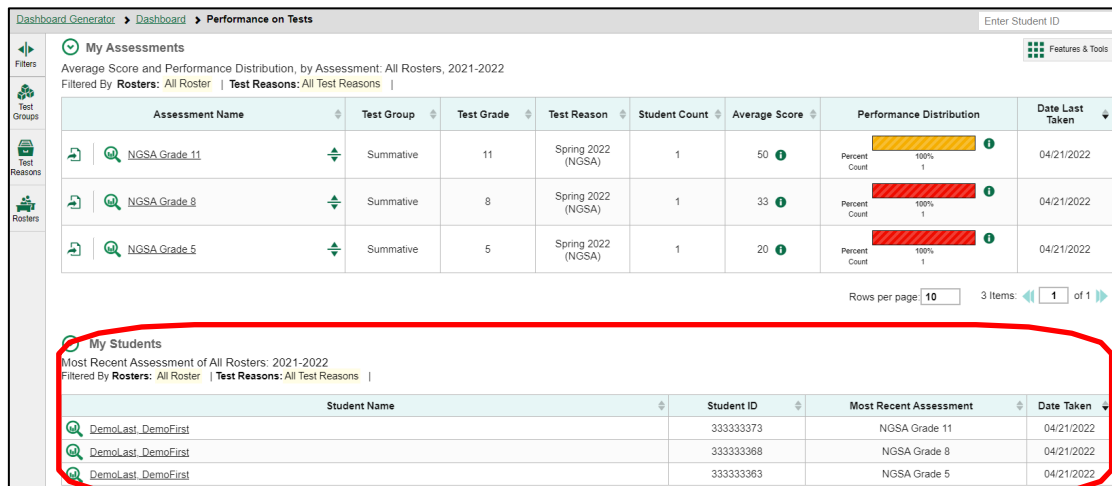 Dashboard Generator > Dashboard > Performance on Tests
Enter Student ID
Filters
Test Groups
Test Reasons
Rosters
My Assessments
Features & Tools
Average Score and Performance Distribution, by Assessment: All Rosters, 2021-2022
Filtered By Rosters: All Roster | Test Reasons: All Test Reasons |
Assessment Name Test Group Test Grade Test Reason Student Count Average Score Performance Distribution Date Last Taken
NGSA Grade 11 Summative 11 Spring 2022 (NGSA) 1 50 Percent 100% Count 1 04/21/2022
NGSA Grade 8 Summative 8 Spring 2022 (NGSA) 1 33 Percent 100% Count 1 04/21/2022
NGSA Grade 5 Summative 5 Spring 2022 (NGSA) 1 20 Percent 100% Count 1 04/21/2022
Rows per page: 10 3 Items: 1 of 1
My Students
Most Recent Assessment of All Rosters: 2021-2022
Filtered By Rosters: All Roster | Test Reasons: All Test Reasons |
Student Name Student ID Most Recent Assessment Date Taken
DemoLast, DemoFirst 333333373 NGSA Grade 11 04/21/2022
DemoLast, DemoFirst 333333368 NGSA Grade 8 04/21/2022
DemoLast, DemoFirst 333333363 NGSA Grade 5 04/21/2022